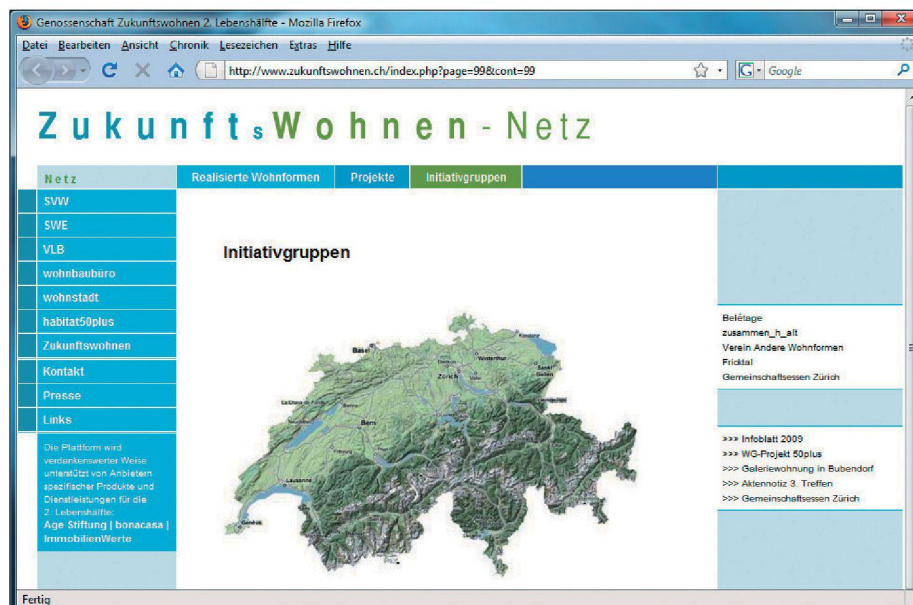 Genossenschaft Zukunftswohnen 2. Lebenshälfte - Mozilla Firefox
Datei Bearbeiten Ansicht Chronik Lesezeichen Extras Hilfe
http://www.zukunftswohnen.ch/index.php?page=99&cont=99
Google
ZukunftsWohnen-Netz
Netz
Realisierte Wohnformen Projekte Initiativgruppen
SVW
SWE
VLB
wohnbaubüro
wohnstadt
habitat50plus
Zukunftswohnen
Kontakt
Presse
Links
Die Plattform wird
verdankenswerter Weise
unterstützt von Anbietern
spezifischer Produkte und
Dienstleistungen für die
2. Lebenshälfte:
Age Stiftung | bonacasa |
ImmobilienWerte
Initiativgruppen
Basel
Winterthur
Zürich
Sankt
Gallen
Bern
Lausanne
Genève
Belétage
zusammen_h_alt
Verein Andere Wohnformen
Fricktal
Gemeinschaftsessen Zürich
>>> Infoblatt 2009
>>> WG-Projekt 50plus
>>> Galeriewohnung in Bubendorf
>>> Aktennotiz 3. Treffen
>>> Gemeinschaftsessen Zürich
Fertig